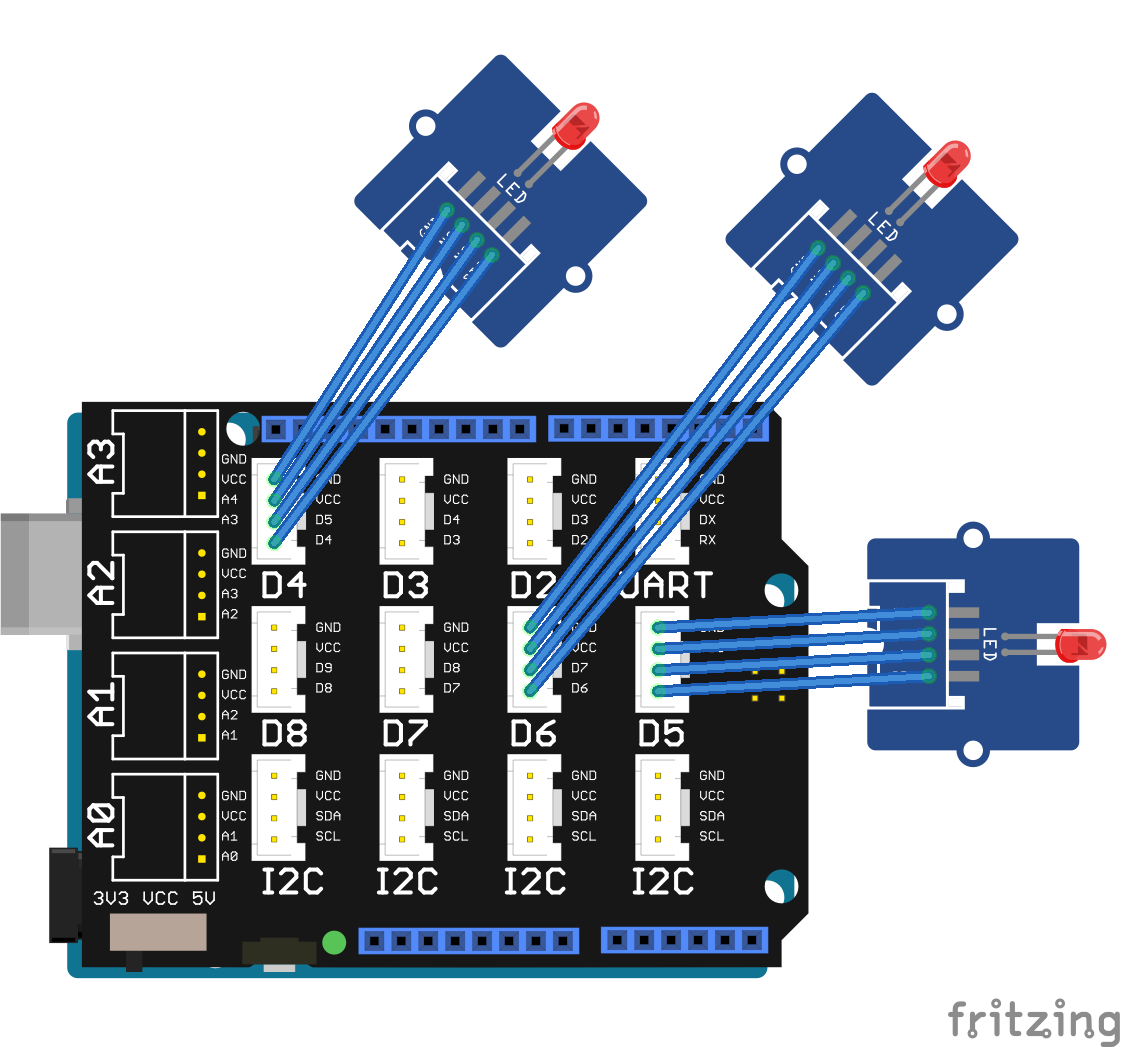 LED
LED
A3
GND
VCC
A4
A3
GND
VCC
D5
D4
D4
GND
VCC
D4
D3
D3
GND
VCC
D3
D2
D2
GND
VCC
DX
RX
UART
A2
GND
VCC
A3
A2
GND
VCC
D9
D8
D8
GND
VCC
D8
D7
D7
GND
VCC
D7
D6
D6
D5
LED
A1
GND
VCC
A2
A1
A0
GND
VCC
A1
A0
GND
VCC
SDA
SCL
I2C
GND
VCC
SDA
SCL
I2C
GND
VCC
SDA
SCL
I2C
GND
VCC
SDA
SCL
I2C
3V3 VCC 5V
fritzing